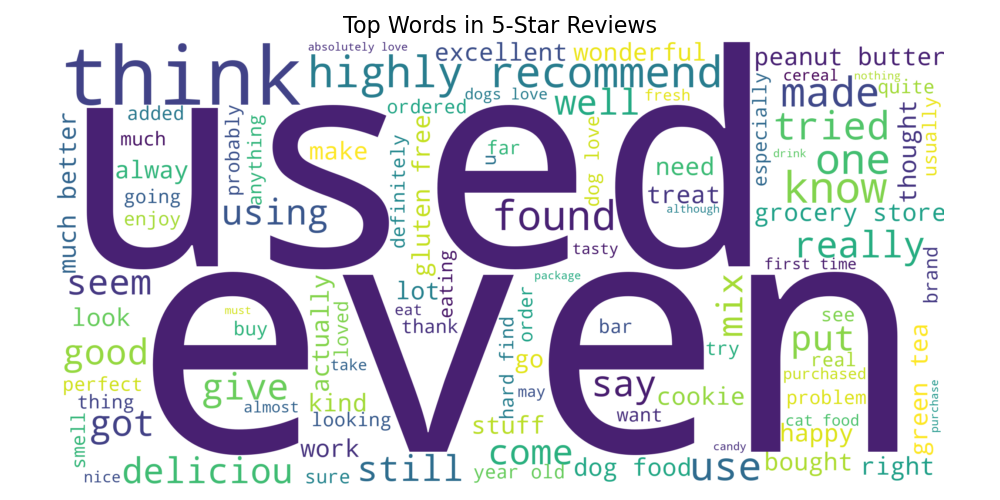 Top Words in 5-Star Reviews
absolutely love
think
highly recommend
excellent
wonderful
peanut butter
cereal
nothing
quite
made
dogs love
fresh
well
ordered
especially
added
much
probably
anything
make
definitely
gluten freee
far
u
dog love
need
treat
although
drink
tried
one
know
thought
usually
alway
going
enjoy
using
used
found
tasty
grocery store
really
first time
brand
much better
seem
even
package
lot
eating
eat
thank
order
bar
mix
see
put
look
must
buy
actually
loved
take
good
perfect
thing
give
almost
kind
looking
hard find
go
may
try
say
want
cookie
real
purchased
problem
cat food
happy
green tea
purchase
smell
got
nice
deliciou
work
sure
still
stuff
come
year old
dog food
candy
use
bought
right